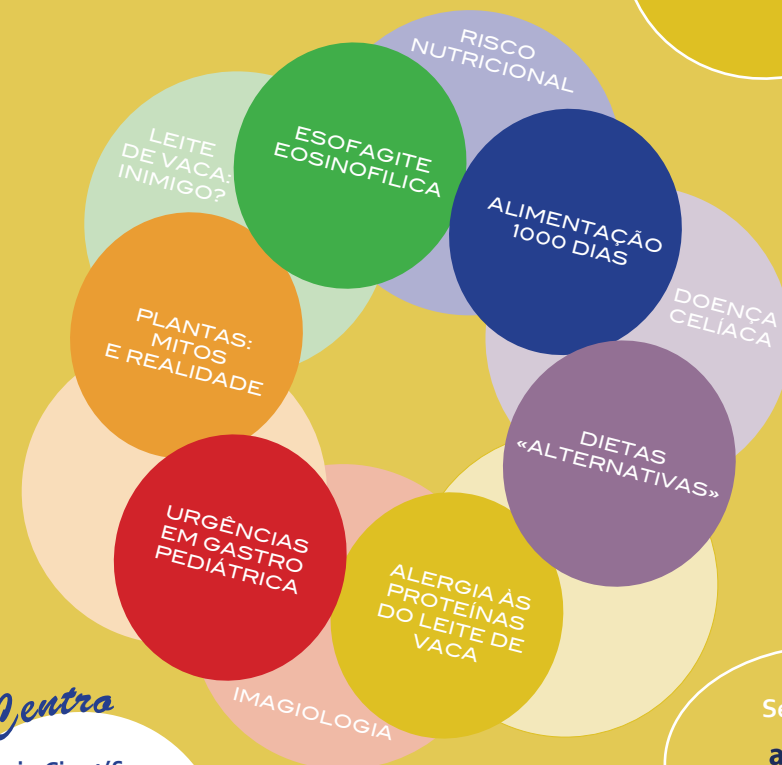 RISCO
NUTRICIONAL
LEITE
DE VACA:
INIMIGO?
ESOFAGITE
EOSINOFILICA
ALIMENTAÇÃO
1000 DIAS
DOENÇA
CELÍACA
PLANTAS:
MITOS
E REALIDADE
DIETAS
«ALTERNATIVAS»
URGÊNCIAS
EM GASTRO
PEDIÁTRICA
ALERGIA ÀS
PROTEÍNAS
DO LEITE DE
VACA
IMAGIOLOGIA
Centro